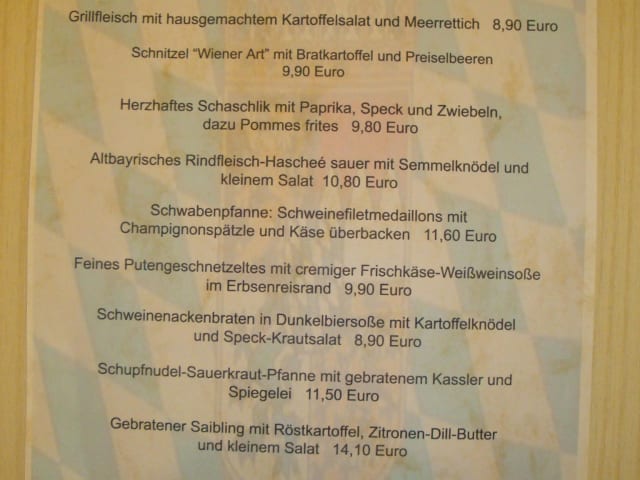 Grillfleisch mit hausgemachtem Kartoffelsalat und Meerrettich 8,90 Euro
Schnitzel "Wiener Art" mit Bratkartoffel und Preiselbeeren
9,90 Euro
Herzhaftes Schaschlik mit Paprika, Speck und Zwiebeln,
dazu Pommes frites 9,80 Euro
Altbayrisches Rindfleisch-Hascheé sauer mit Semmelknödel und
kleinem Salat 10,80 Euro
Schwabenpfanne: Schweinefiletmedaillons mit
Champignonspätzle und Käse überbacken 11,60 Euro
Feines Putengeschnetzeltes mit cremiger Frischkäse-Weißweinsoße
im Erbsenreisrand 9,90 Euro
Schweinenackenbraten in Dunkelbiersoße mit Kartoffelknödel
und Speck-Krautsalat 8,90 Euro
Schupfnudel-Sauerkraut-Pfanne mit gebratenem Kassler und
Spiegelei 11,50 Euro
Gebratener Saibling mit Röstkartoffel, Zitronen-Dill-Butter
und kleinem Salat 14,10 Euro